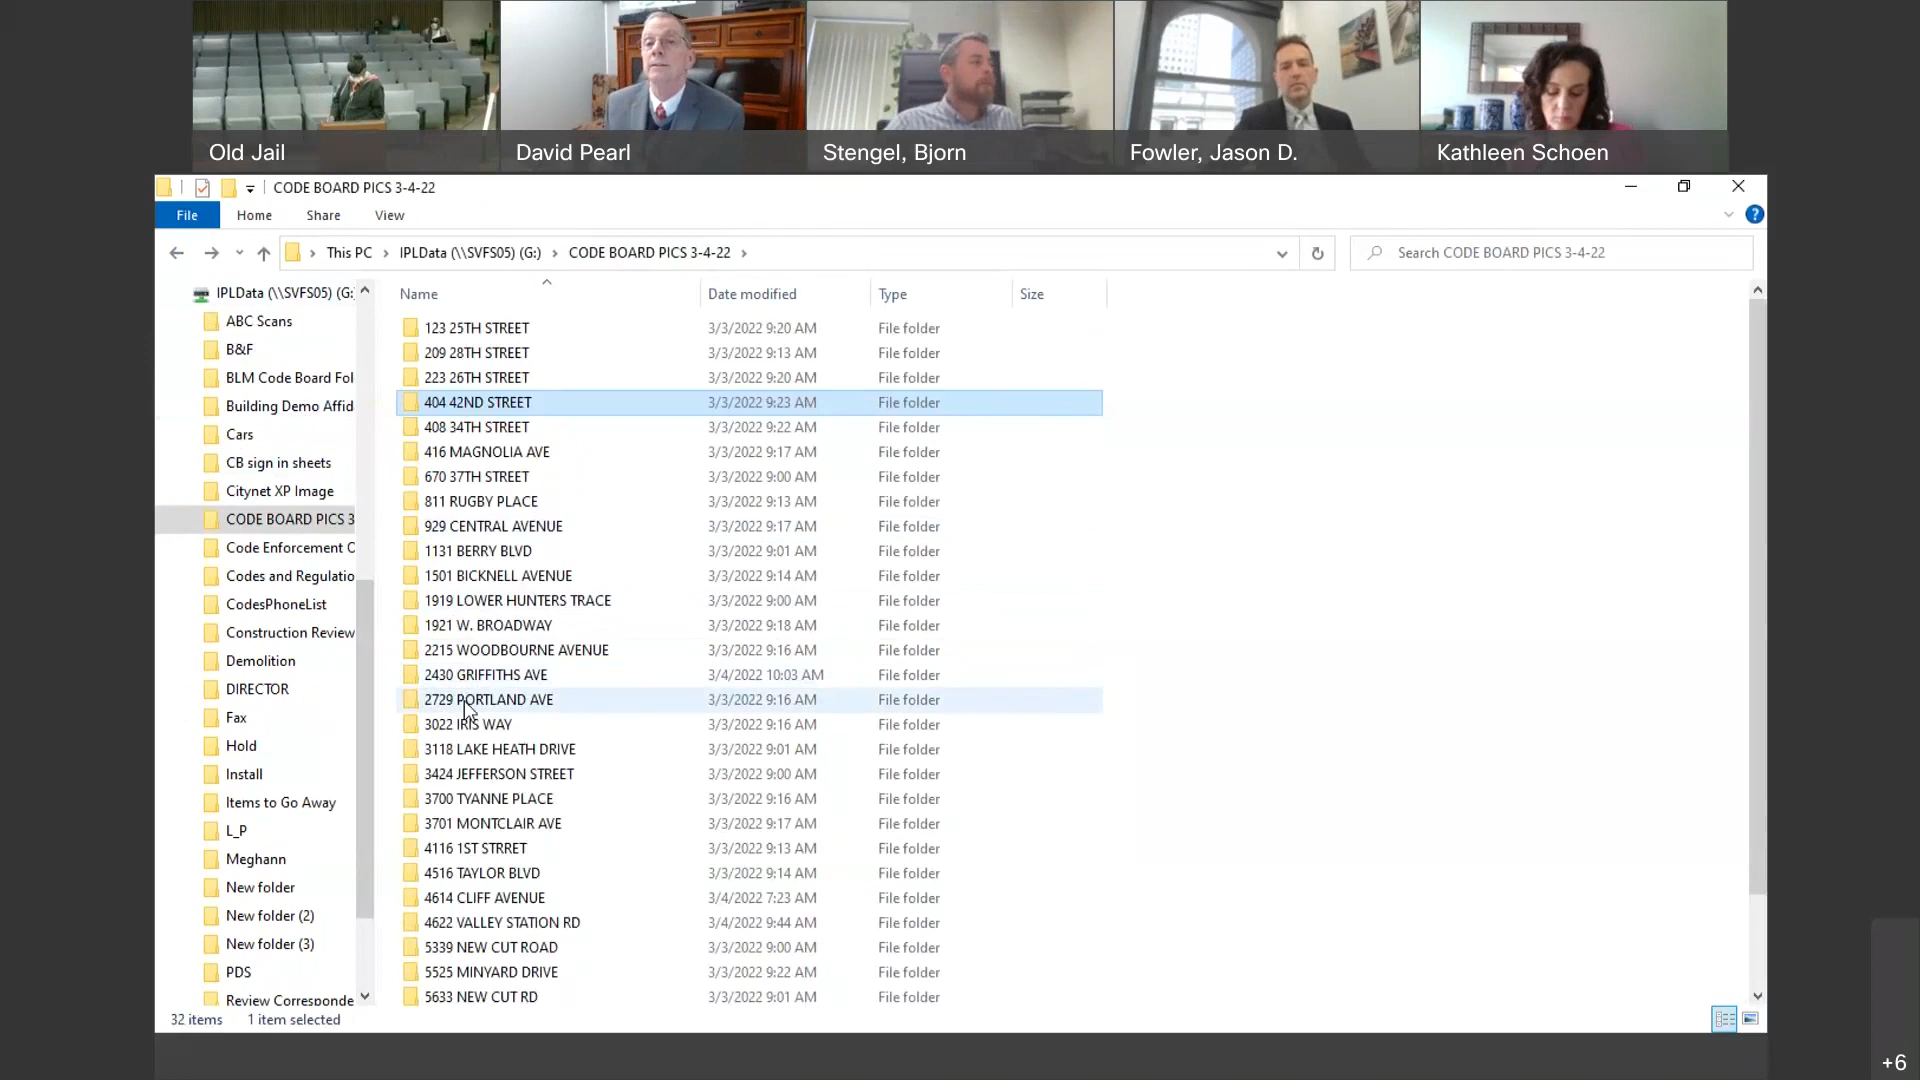 Old Jail
David Pearl
Stengel, Bjorn
Fowler, Jason D.
Kathleen Schoen
CODE BOARD PICS 3-4-22
File Home Share View
This PC > IPLData (\\SVFS05) (G:) > CODE BOARD PICS 3-4-22 >
Search CODE BOARD PICS 3-4-22
IPLData (\\SVFS05) (G:
ABC Scans
B&F
BLM Code Board Fol
Building Demo Affid
Cars
CB sign in sheets
Citynet XP Image
CODE BOARD PICS 3
Code Enforcement C
Codes and Regulatio
CodesPhoneList
Construction Review
Demolition
DIRECTOR
Fax
Hold
Install
Items to Go Away
L_P
Meghann
New folder
New folder (2)
New folder (3)
PDS
Review Corresponde
Name Date modified Type Size
123 25TH STREET 3/3/2022 9:20 AM File folder
209 28TH STREET 3/3/2022 9:13 AM File folder
223 26TH STREET 3/3/2022 9:20 AM File folder
404 42ND STREET 3/3/2022 9:23 AM File folder
408 34TH STREET 3/3/2022 9:22 AM File folder
416 MAGNOLIA AVE 3/3/2022 9:17 AM File folder
670 37TH STREET 3/3/2022 9:00 AM File folder
811 RUGBY PLACE 3/3/2022 9:13 AM File folder
929 CENTRAL AVENUE 3/3/2022 9:17 AM File folder
1131 BERRY BLVD 3/3/2022 9:01 AM File folder
1501 BICKNELL AVENUE 3/3/2022 9:14 AM File folder
1919 LOWER HUNTERS TRACE 3/3/2022 9:00 AM File folder
1921 W. BROADWAY 3/3/2022 9:18 AM File folder
2215 WOODBOURNE AVENUE 3/3/2022 9:16 AM File folder
2430 GRIFFITHS AVE 3/4/2022 10:03 AM File folder
2729 PORTLAND AVE 3/3/2022 9:16 AM File folder
3022 IRIS WAY 3/3/2022 9:16 AM File folder
3118 LAKE HEATH DRIVE 3/3/2022 9:01 AM File folder
3424 JEFFERSON STREET 3/3/2022 9:00 AM File folder
3700 TYANNE PLACE 3/3/2022 9:16 AM File folder
3701 MONTCLAIR AVE 3/3/2022 9:17 AM File folder
4116 1ST STRRET 3/3/2022 9:13 AM File folder
4516 TAYLOR BLVD 3/3/2022 9:14 AM File folder
4614 CLIFF AVENUE 3/4/2022 7:23 AM File folder
4622 VALLEY STATION RD 3/4/2022 9:44 AM File folder
5339 NEW CUT ROAD 3/3/2022 9:00 AM File folder
5525 MINYARD DRIVE 3/3/2022 9:22 AM File folder
5633 NEW CUT RD 3/3/2022 9:01 AM File folder
32 items 1 item selected
+6